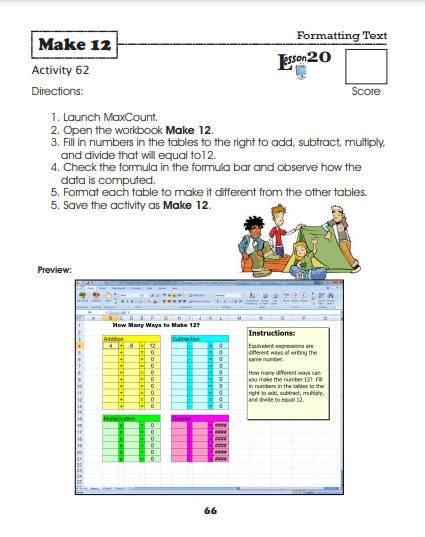 Formatting Text
Make 12
Lesson 20
Activity 62
Directions:
Score
1. Launch MaxCount.
2. Open the workbook Make 12.
3. Fill in numbers in the tables to the right to add, subtract, multiply,
and divide that will equal to12.
4. Check the formula in the formula bar and observe how the
data is computed.
5. Format each table to make it different from the other tables.
5. Save the activity as Make 12.
Preview:
How Many Ways to Make 12?
Addition
Subtraction
4 + 8 = 12
- = 0
+ = 0
- = 0
+ = 0
- = 0
+ = 0
- = 0
+ = 0
- = 0
+ = 0
- = 0
+ = 0
- = 0
+ = 0
- = 0
+ = 0
- = 0
Multiplication
Division
x = 0
####
x = 0
####
x = 0
####
x = 0
####
x = 0
####
Instructions:
Equivalent expressions are
different ways of writing the
same number.
How many different ways can
you make the number 12? Fill
in numbers in the tables to the
right to add, subtract, multiply,
and divide to equal 12.
66